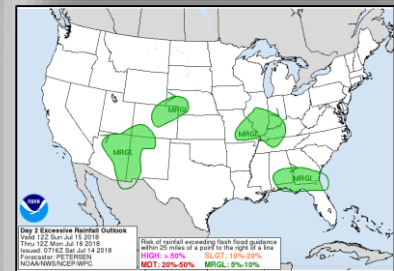 MRGL
MRGL
MRGL
MRGL
Day 2 Excessive Rainfall Outlook
Valid 12Z Sun Jul 15 2018
Thru 12Z Mon Jul 16 2018
Issued: 0716Z Sat Jul 14 2018
Forecaster: PETERSEN
NOAA/NWS/NCEP/WPC
Risk of rainfall exceeding flash flood guidance
within 25 miles of a point to the right of a line
HIGH: > 50% SLGT: 10%-20%
MDT: 20%-50% MRGL: 5%-10%